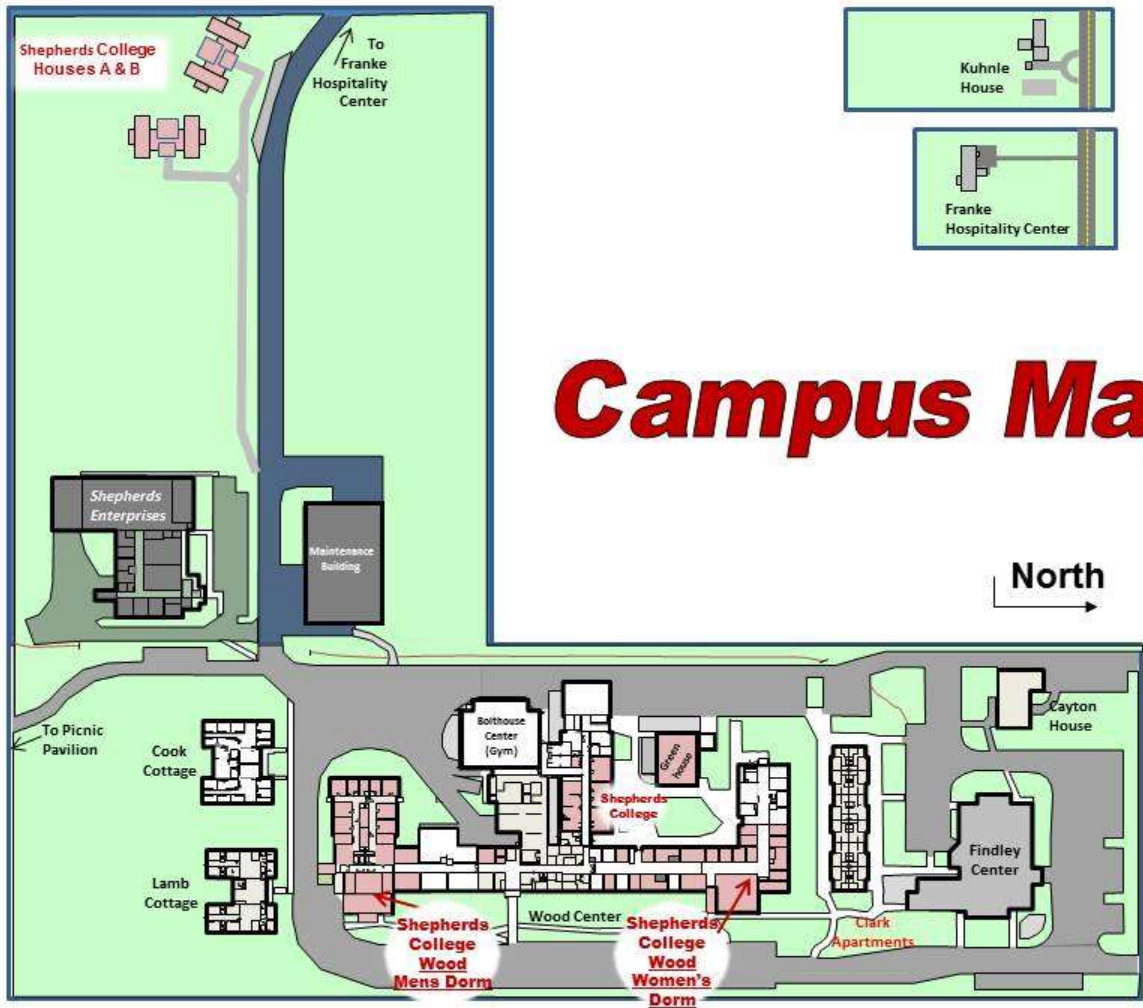 Shepherds College
Houses A & B
To
Franke
Hospitality
Center
Kuhnle
House
Franke
Hospitality Center
Campus Ma
North
Shepherds
Enterprises
Maintenance
Building
To Picnic
Pavilion
Cook
Cottage
Lamb
Cottage
Bolthouse
Center
(Gym)
Green
house
Shepherds
College
Cayton
House
Findley
Center
Wood Center
Clark
Apartments
Shepherds
College
Wood
Mens Dorm
Shepherds
College
Wood
Women's
Dorm